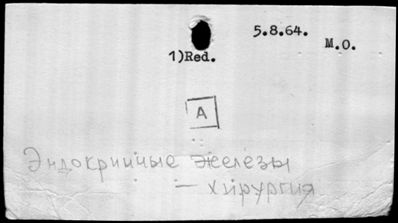 5.8.64.
M.O.
1)Red.
A
Эндокринные железы
— хирургия